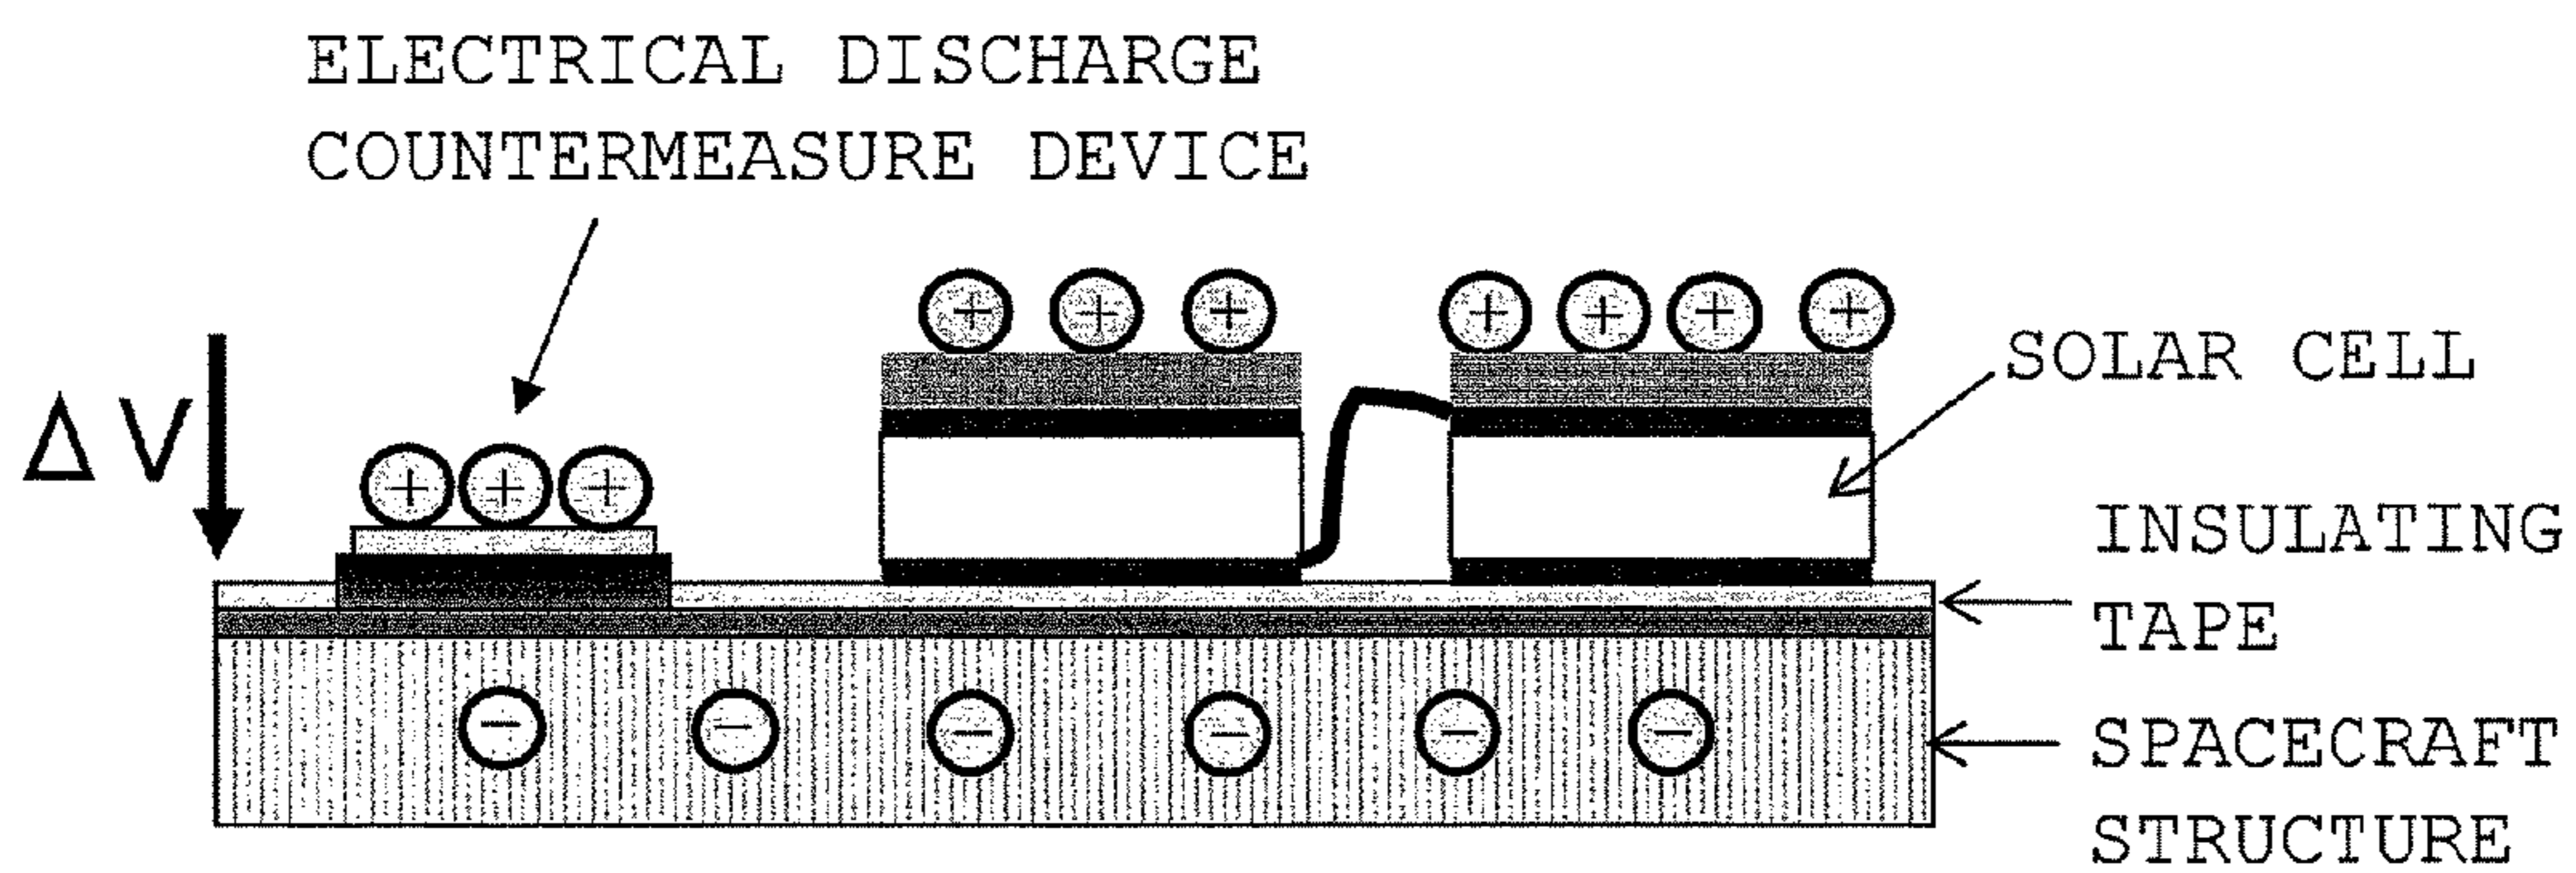 ELECTRICAL DISCHARGE
COUNTERMEASURE DEVICE
+ + + + + + +
SOLAR CELL
ΔV
+ + +
INSULATING
TAPE
- - - - - -
SPACECRAFT
STRUCTURE